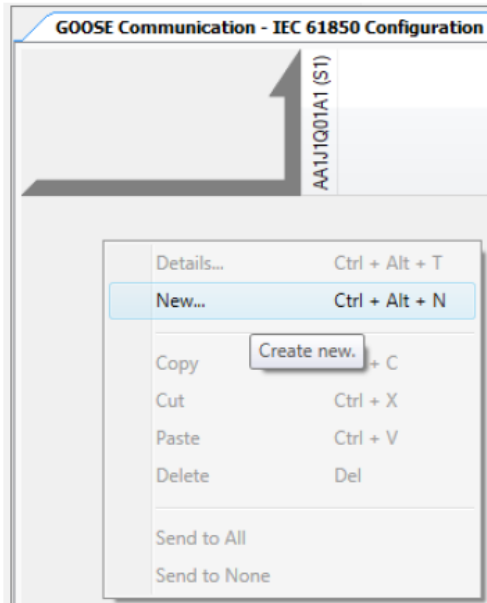 GOOSE Communication - IEC 61850 Configuration
AA1J1Q01A1 (S1)
Details... Ctrl + Alt + T
New... Ctrl + Alt + N
Create new.
Copy + C
Cut Ctrl + X
Paste Ctrl + V
Delete Del
Send to All
Send to None